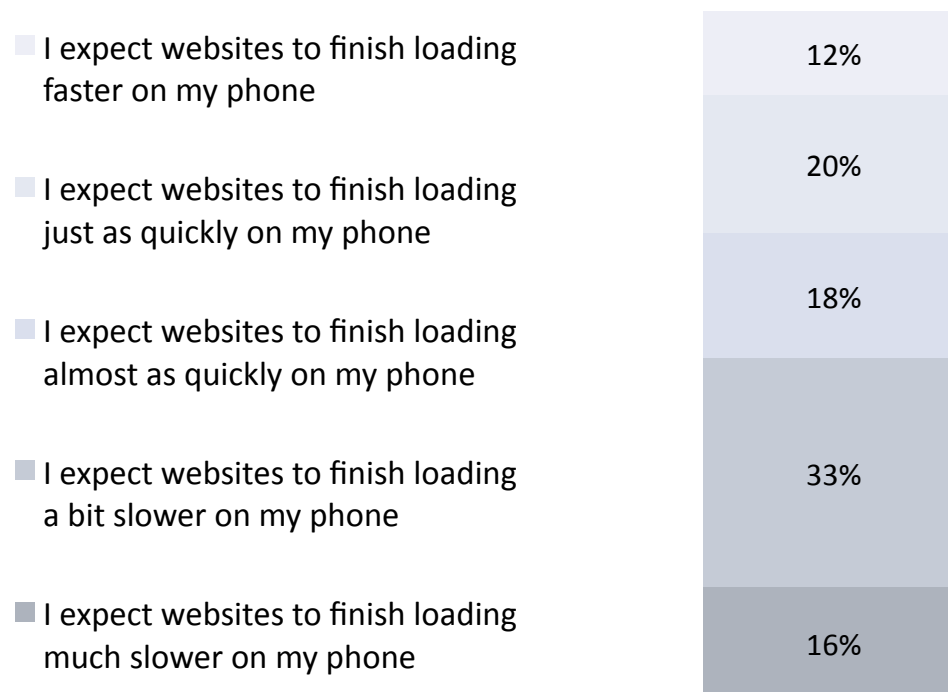 I expect websites to finish loading
faster on my phone
12%
I expect websites to finish loading
just as quickly on my phone
20%
I expect websites to finish loading
almost as quickly on my phone
18%
I expect websites to finish loading
a bit slower on my phone
33%
I expect websites to finish loading
much slower on my phone
16%